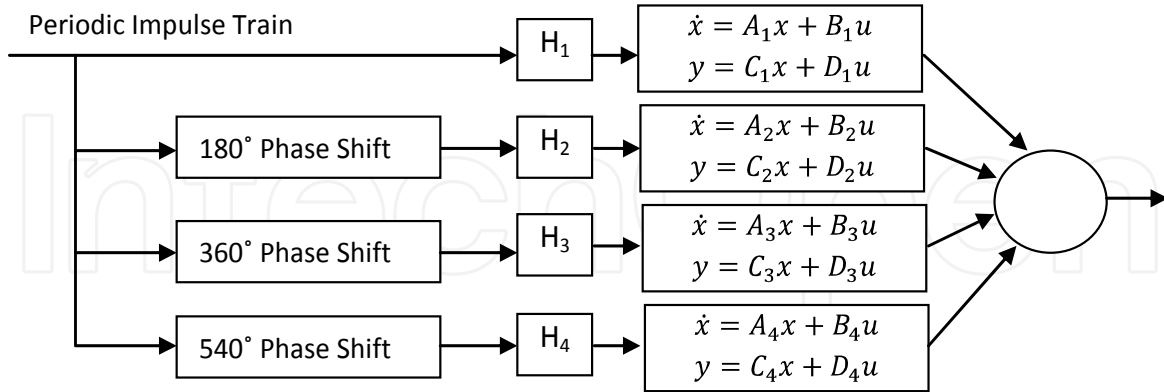 Periodic Impulse Train
H₁
ẋ = A₁x + B₁u
y = C₁x + D₁u
180° Phase Shift
H₂
ẋ = A₂x + B₂u
y = C₂x + D₂u
360° Phase Shift
H₃
ẋ = A₃x + B₃u
y = C₃x + D₃u
540° Phase Shift
H₄
ẋ = A₄x + B₄u
y = C₄x + D₄u
IntechOpen